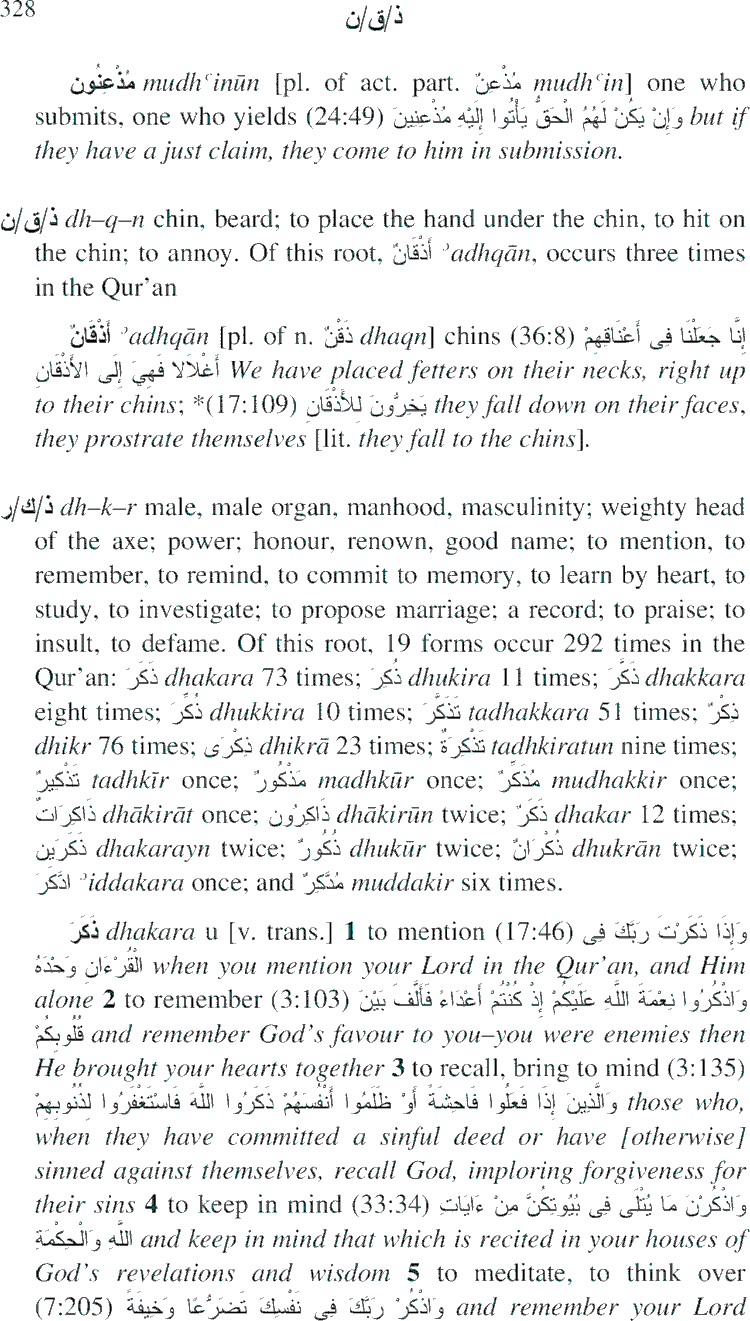 328
ذ/ق/ن
مُذْعِنُون mudhʿinūn [pl. of act. part. مُذْعِنٌ mudhʿin] one who
submits, one who yields (24:49) وَإِنْ يَكُنْ لَهُمُ الْحَقُّ يَأْتُوا إِلَيْهِ مُذْعِنِينَ but if
they have a just claim, they come to him in submission.
ذ/ق/ن dh–q–n chin, beard; to place the hand under the chin, to hit on
the chin; to annoy. Of this root, أَذْقَانٌ ʾadhqān, occurs three times
in the Qur’an
أَذْقَانٌ ʾadhqān [pl. of n. ذَقْنٌ dhaqn] chins (36:8) إِنَّا جَعَلْنَا فِى أَعْنَاقِهِمْ
أَغْلَالًا فَهِيَ إِلَى الأَذْقَانِ We have placed fetters on their necks, right up
to their chins; *(17:109) يَخِرُّونَ لِلأَذْقَانِ they fall down on their faces,
they prostrate themselves [lit. they fall to the chins].
ذ/ك/ر dh–k–r male, male organ, manhood, masculinity; weighty head
of the axe; power; honour, renown, good name; to mention, to
remember, to remind, to commit to memory, to learn by heart, to
study, to investigate; to propose marriage; a record; to praise; to
insult, to defame. Of this root, 19 forms occur 292 times in the
Qur’an: ذَكَرَ dhakara 73 times; ذُكِرَ dhukira 11 times; ذَكَّرَ dhakkara
eight times; ذُكِّرَ dhukkira 10 times; تَذَكَّرَ tadhakkara 51 times; ذِكْرٌ
dhikr 76 times; ذِكْرَى dhikrā 23 times; تَذْكِرَةٌ tadhkiratun nine times;
تَذْكِيرٌ tadhkīr once; مَذْكُورٌ madhkūr once; مُذَكِّرٌ mudhakkir once;
ذَاكِرَاتٌ dhākirāt once; ذَاكِرُون dhākirūn twice; ذَكَرٌ dhakar 12 times;
ذَكَرَيْن dhakarayn twice; ذُكُورٌ dhukūr twice; ذُكْرَانٌ dhukrān twice;
ادَّكَرَ ʾiddakara once; and مُدَّكِرٌ muddakir six times.
ذَكَرَ dhakara u [v. trans.] 1 to mention (17:46) وَإِذَا ذَكَرْتَ رَبَّكَ فِى
الْقُرْءَانِ وَحْدَهُ when you mention your Lord in the Qur’an, and Him
alone 2 to remember (3:103) وَاذْكُرُوا نِعْمَةَ اللَّهِ عَلَيْكُمْ إِذْ كُنْتُمْ أَعْدَاءً فَأَلَّفَ بَيْنَ
قُلُوبِكُمْ and remember God’s favour to you–you were enemies then
He brought your hearts together 3 to recall, bring to mind (3:135)
وَالَّذِينَ إِذَا فَعَلُوا فَاحِشَةً أَوْ ظَلَمُوا أَنْفُسَهُمْ ذَكَرُوا اللَّهَ فَاسْتَغْفَرُوا لِذُنُوبِهِمْ those who,
when they have committed a sinful deed or have [otherwise]
sinned against themselves, recall God, imploring forgiveness for
their sins 4 to keep in mind (33:34) وَاذْكُرْنَ مَا يُتْلَى فِى بُيُوتِكُنَّ مِنْ ءَايَاتِ
اللَّهِ وَالْحِكْمَةِ and keep in mind that which is recited in your houses of
God’s revelations and wisdom 5 to meditate, to think over
(7:205) وَاذْكُرْ رَبَّكَ فِى نَفْسِكَ تَضَرُّعًا وَخِيفَةً and remember your Lord